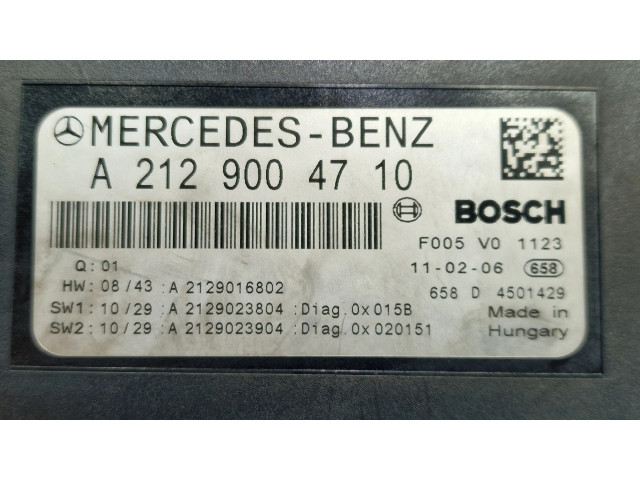 MERCEDES-BENZ
A 212 900 47 10
BOSCH
F005 V0 1123
Q:01
11-02-06 658
HW: 08/43 :A 2129016802
658 D 4501429
SW1: 10/29 :A 2129023804 :Diag.0x015B
Made in
SW2: 10/29 :A 2129023904 :Diag.0x020151
Hungary